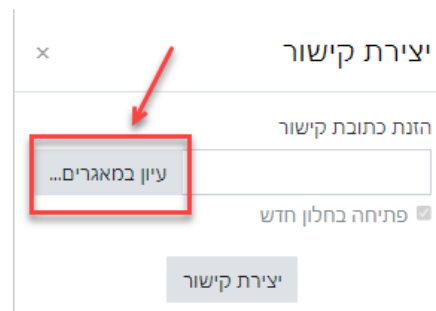 יצירת קישור ×
הזנת כתובת קישור
עיון במאגרים...
פתיחה בחלון חדש
יצירת קישור